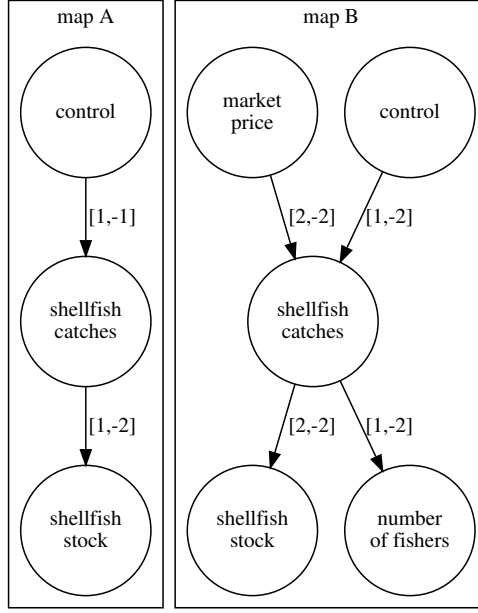 map A
control
[1,-1]
shellfish
catches
[1,-2]
shellfish
stock
map B
market
price
control
[2,-2]
[1,-2]
shellfish
catches
[2,-2]
[1,-2]
shellfish
stock
number
of fishers